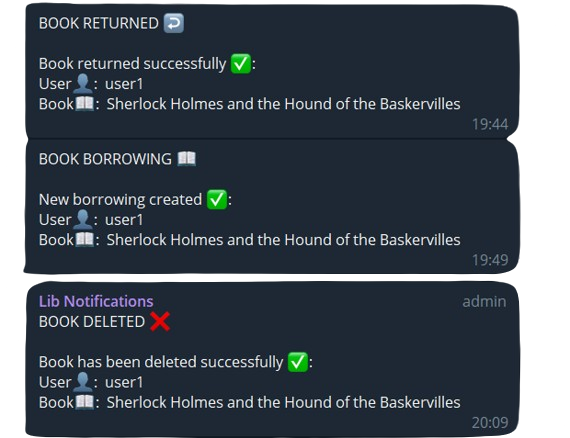 BOOK RETURNED ↩️
Book returned successfully ✅:
User👤: user1
Book📖: Sherlock Holmes and the Hound of the Baskervilles
19:44
BOOK BORROWING 📖
New borrowing created ✅:
User👤: user1
Book📖: Sherlock Holmes and the Hound of the Baskervilles
19:49
Lib Notifications admin
BOOK DELETED ❌
Book has been deleted successfully ✅:
User👤: user1
Book📖: Sherlock Holmes and the Hound of the Baskervilles
20:09